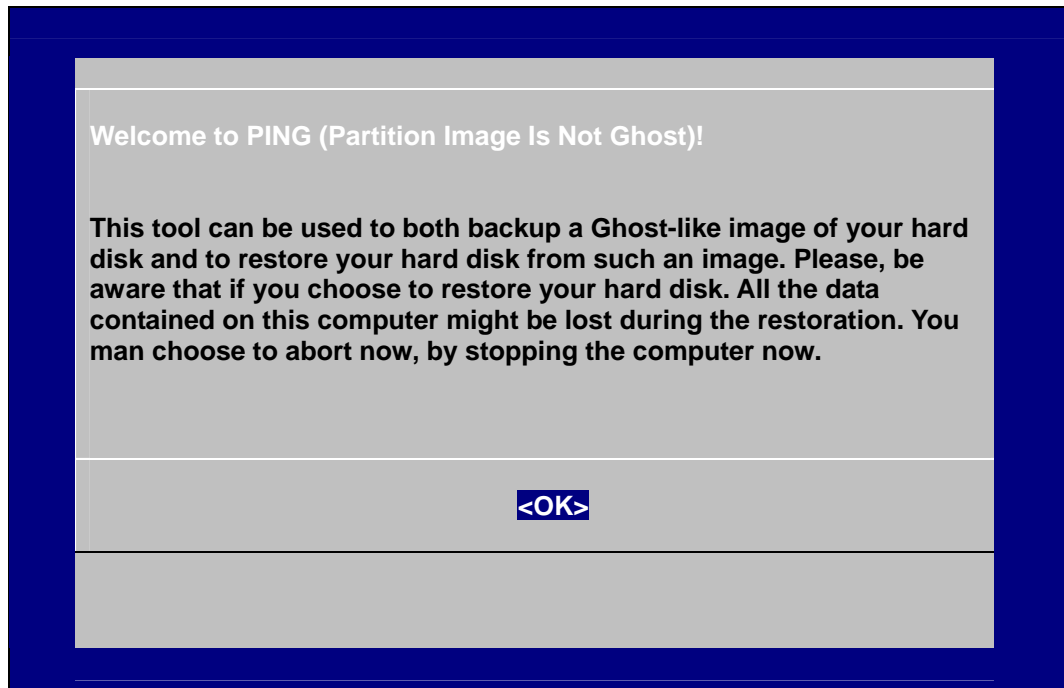 Welcome to PING (Partition Image Is Not Ghost)!
This tool can be used to both backup a Ghost-like image of your hard
disk and to restore your hard disk from such an image. Please, be
aware that if you choose to restore your hard disk. All the data
contained on this computer might be lost during the restoration. You
man choose to abort now, by stopping the computer now.
<OK>